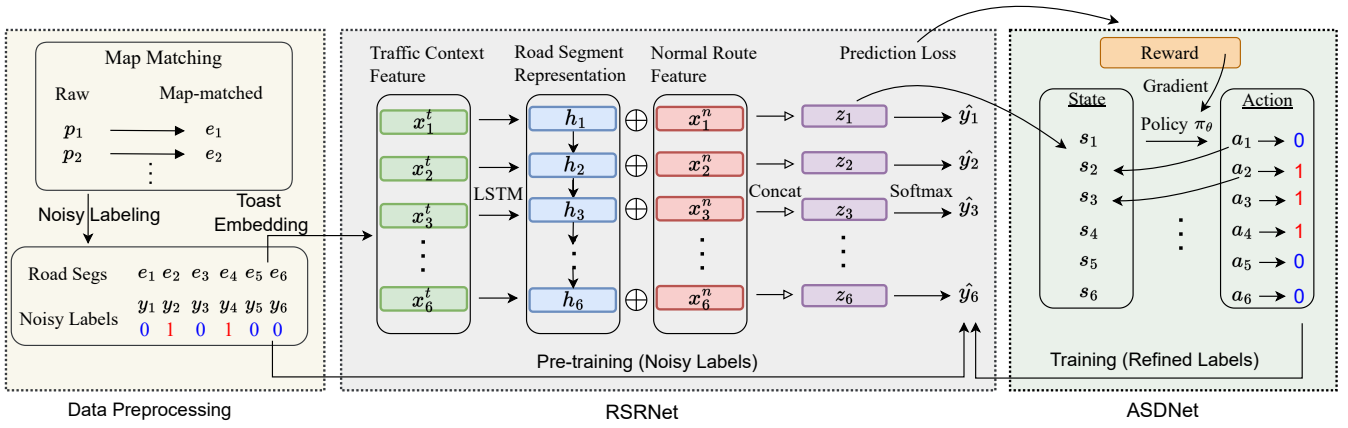 Map Matching
Raw Map-matched
p₁ e₁
p₂ e₂
Noisy Labeling
Toast Embedding
Road Segs e₁ e₂ e₃ e₄ e₅ e₆
y₁ y₂ y₃ y₄ y₅ y₆
Noisy Labels
0 1 0 1 0 0
Data Preprocessing
Traffic Context Feature
Road Segment Representation
Normal Route Feature
Prediction Loss
x₁ᵗ h₁ ⊕ x₁ⁿ z₁ ŷ₁
x₂ᵗ h₂ ⊕ x₂ⁿ z₂ ŷ₂
LSTM Concat Softmax
x₃ᵗ h₃ ⊕ x₃ⁿ z₃ ŷ₃
x₆ᵗ h₆ ⊕ x₆ⁿ z₆ ŷ₆
Pre-training (Noisy Labels)
RSRNet
Reward
Gradient
State
Action
Policy π_θ
s₁ a₁ 0
s₂ a₂ 1
s₃ a₃ 1
s₄ a₄ 1
s₅ a₅ 0
s₆ a₆ 0
Training (Refined Labels)
ASDNet